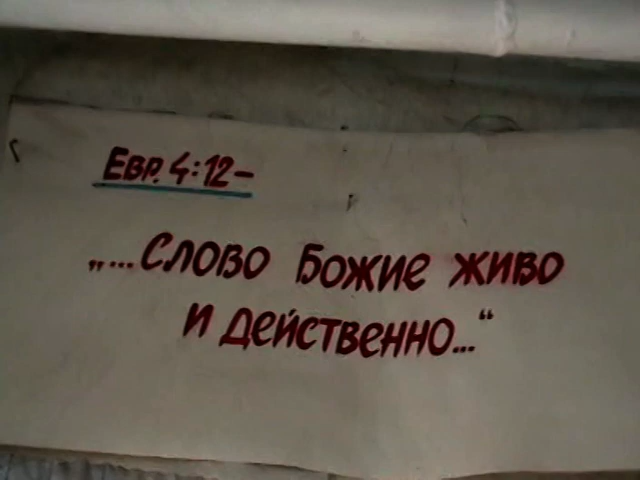 Евр. 4:12–
„...Слово Божие живо
и действенно...“